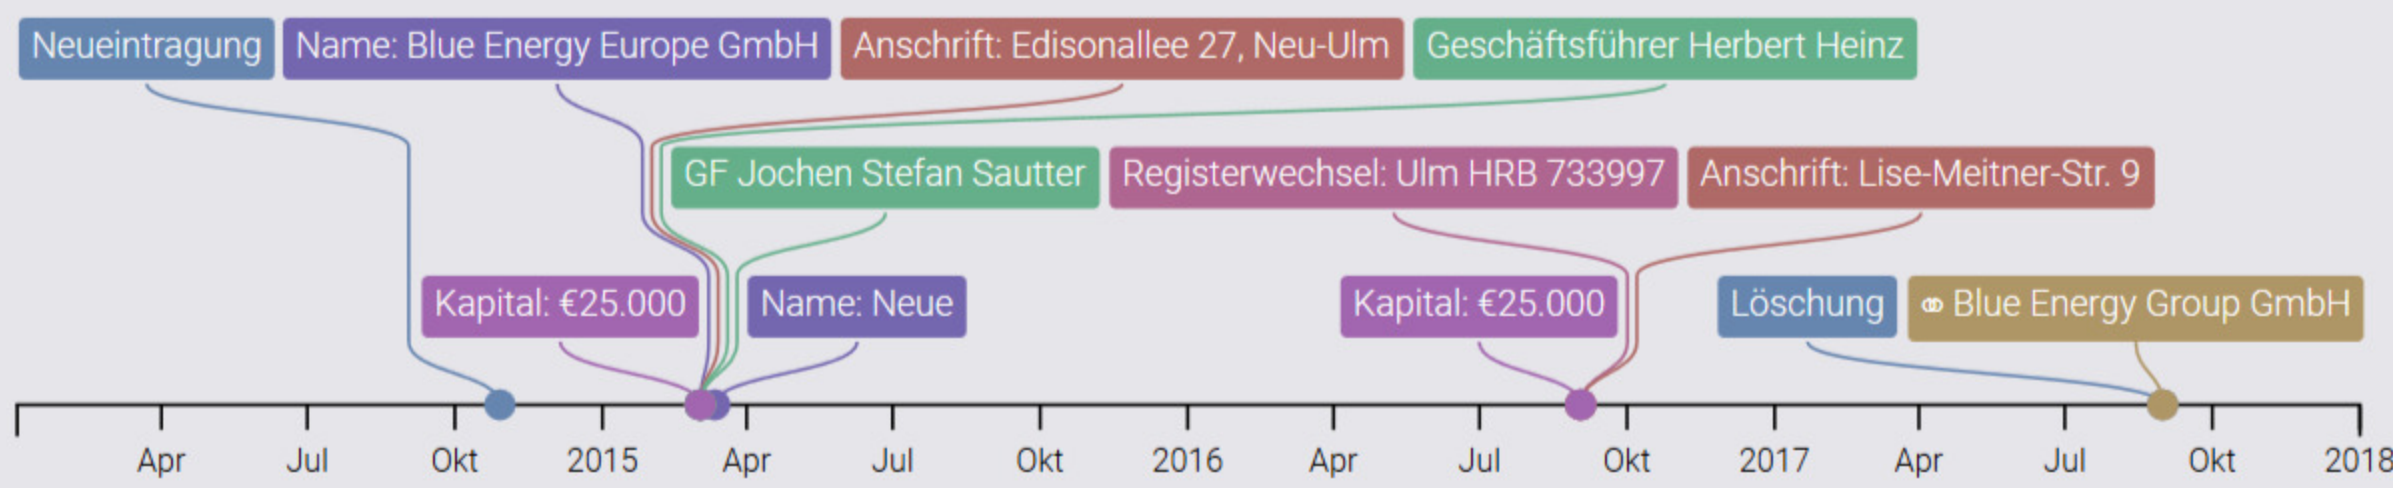 Neueintragung
Name: Blue Energy Europe GmbH
Anschrift: Edisonallee 27, Neu-Ulm
Geschäftsführer Herbert Heinz
GF Jochen Stefan Sautter
Registerwechsel: Ulm HRB 733997
Anschrift: Lise-Meitner-Str. 9
Kapital: €25.000
Name: Neue
Kapital: €25.000
Löschung
⚭ Blue Energy Group GmbH
Apr
Jul
Okt
2015
Apr
Jul
Okt
2016
Apr
Jul
Okt
2017
Apr
Jul
Okt
2018